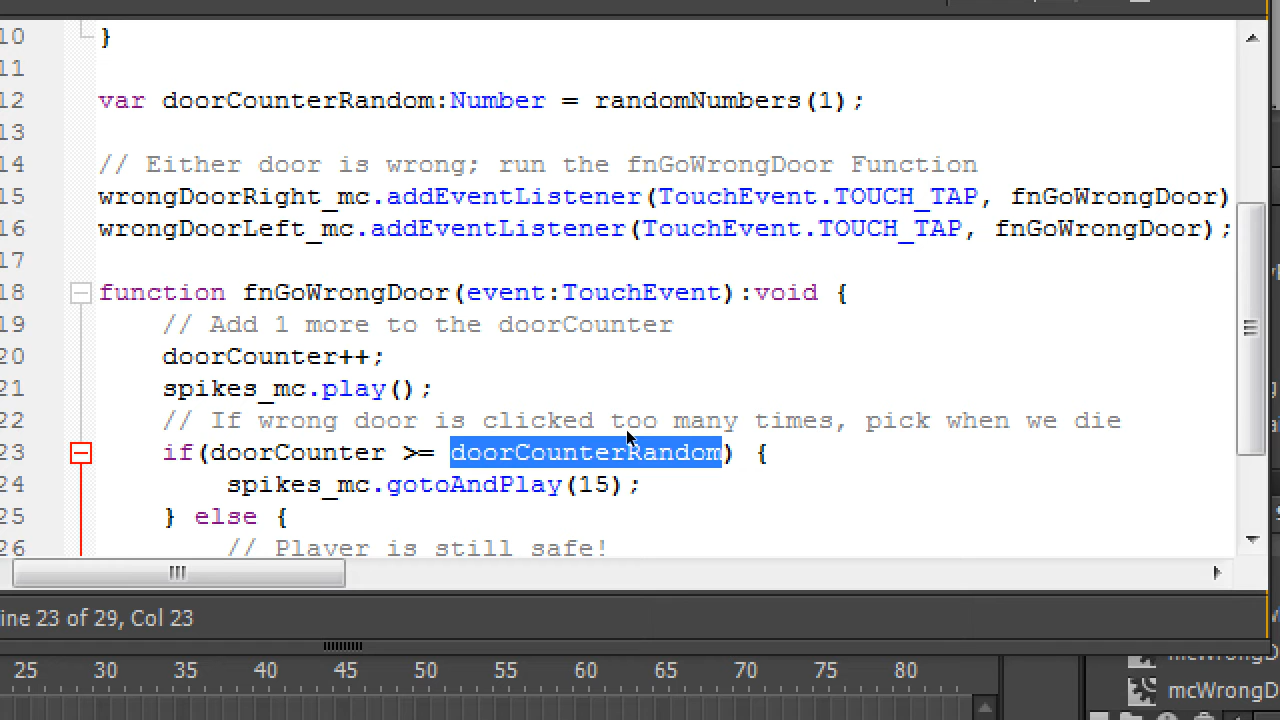 10 }
11
12 var doorCounterRandom:Number = randomNumbers(1);
13
14 // Either door is wrong; run the fnGoWrongDoor Function
15 wrongDoorRight_mc.addEventListener(TouchEvent.TOUCH_TAP, fnGoWrongDoor)
16 wrongDoorLeft_mc.addEventListener(TouchEvent.TOUCH_TAP, fnGoWrongDoor);
17
18 function fnGoWrongDoor(event:TouchEvent):void {
19 // Add 1 more to the doorCounter
20 doorCounter++;
21 spikes_mc.play();
22 // If wrong door is clicked too many times, pick when we die
23 if(doorCounter >= doorCounterRandom) {
24 spikes_mc.gotoAndPlay(15);
25 } else {
26 // Player is still safe!
ine 23 of 29, Col 23
25 30 35 40 45 50 55 60 65 70 75 80
mcWrongD
mcWrongD